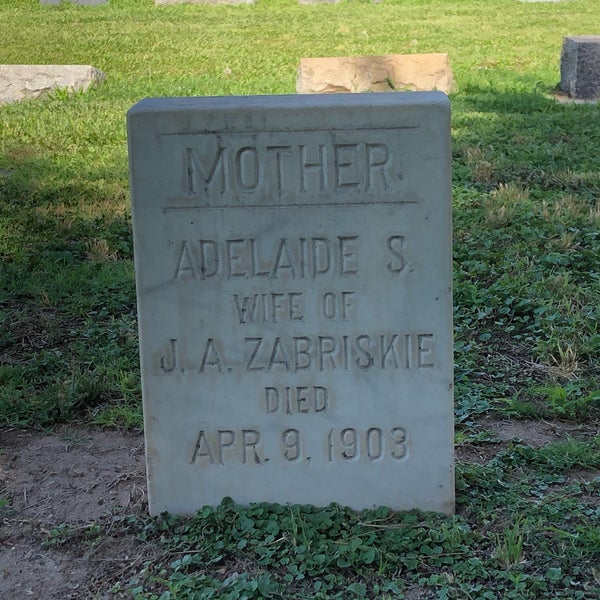 MOTHER
ADELAIDE S.
WIFE OF
J. A. ZABRISKIE
DIED
APR. 9, 1903